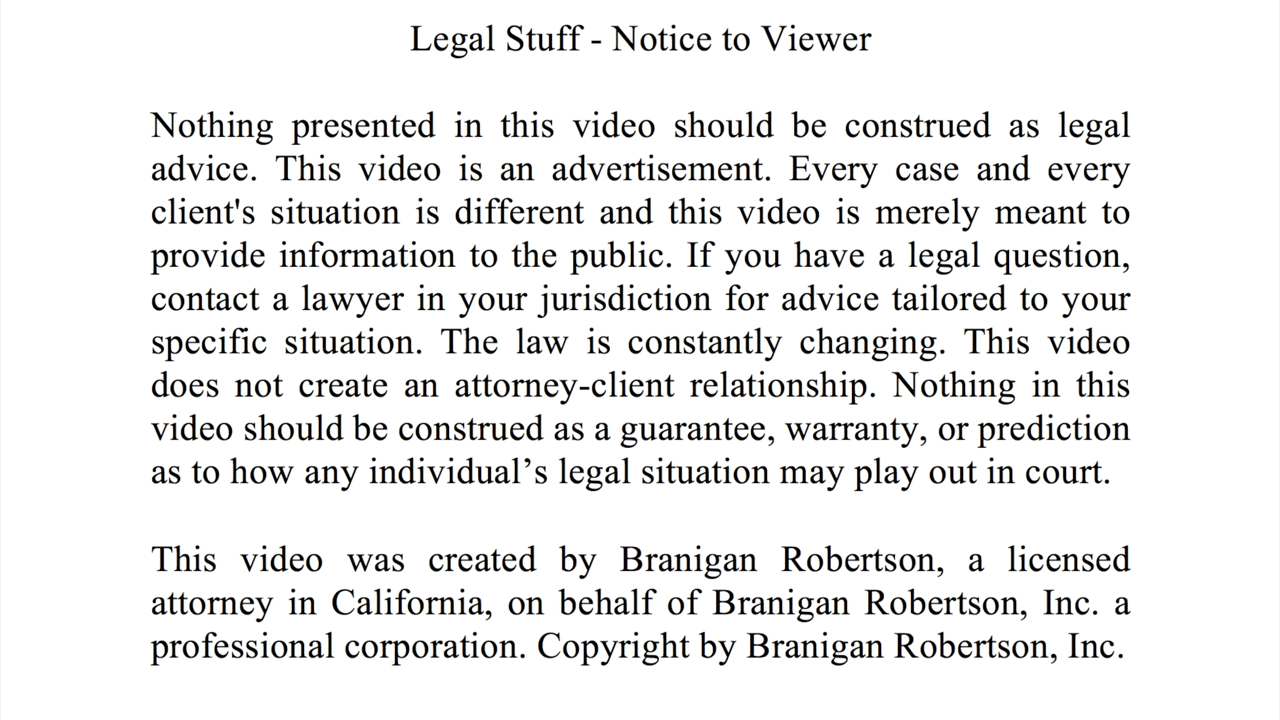 Legal Stuff - Notice to Viewer
Nothing presented in this video should be construed as legal
advice. This video is an advertisement. Every case and every
client's situation is different and this video is merely meant to
provide information to the public. If you have a legal question,
contact a lawyer in your jurisdiction for advice tailored to your
specific situation. The law is constantly changing. This video
does not create an attorney-client relationship. Nothing in this
video should be construed as a guarantee, warranty, or prediction
as to how any individual’s legal situation may play out in court.
This video was created by Branigan Robertson, a licensed
attorney in California, on behalf of Branigan Robertson, Inc. a
professional corporation. Copyright by Branigan Robertson, Inc.